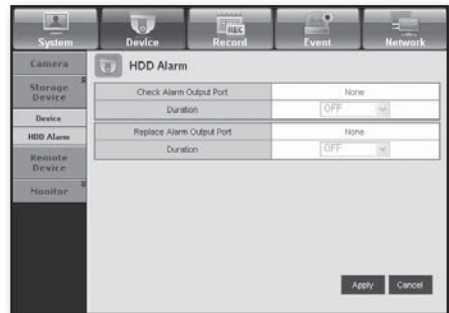 System Device Record Event Network
REC
Camera
HDD Alarm
Storage
Device
Device
HDD Alarm
Remote
Device
Monitor
Check Alarm Output Port None
Duration OFF
Replace Alarm Output Port None
Duration OFF
Apply Cancel